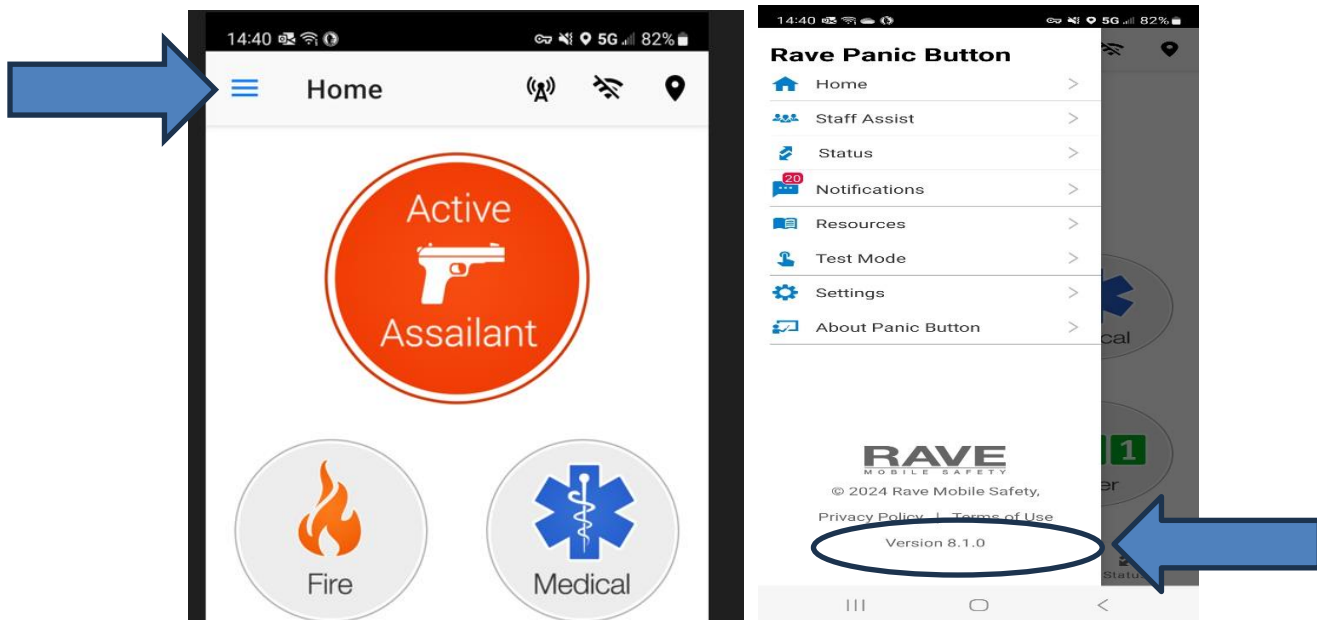 14:40 5G 82%
Home
Active
Assailant
Fire
Medical
14:40 5G 82%
Rave Panic Button
Home
Staff Assist
Status
20
Notifications
Resources
Test Mode
Settings
About Panic Button
cal
1
er
RAVE
MOBILE SAFETY
© 2024 Rave Mobile Safety,
Privacy Policy | Terms of Use
Version 8.1.0
Status